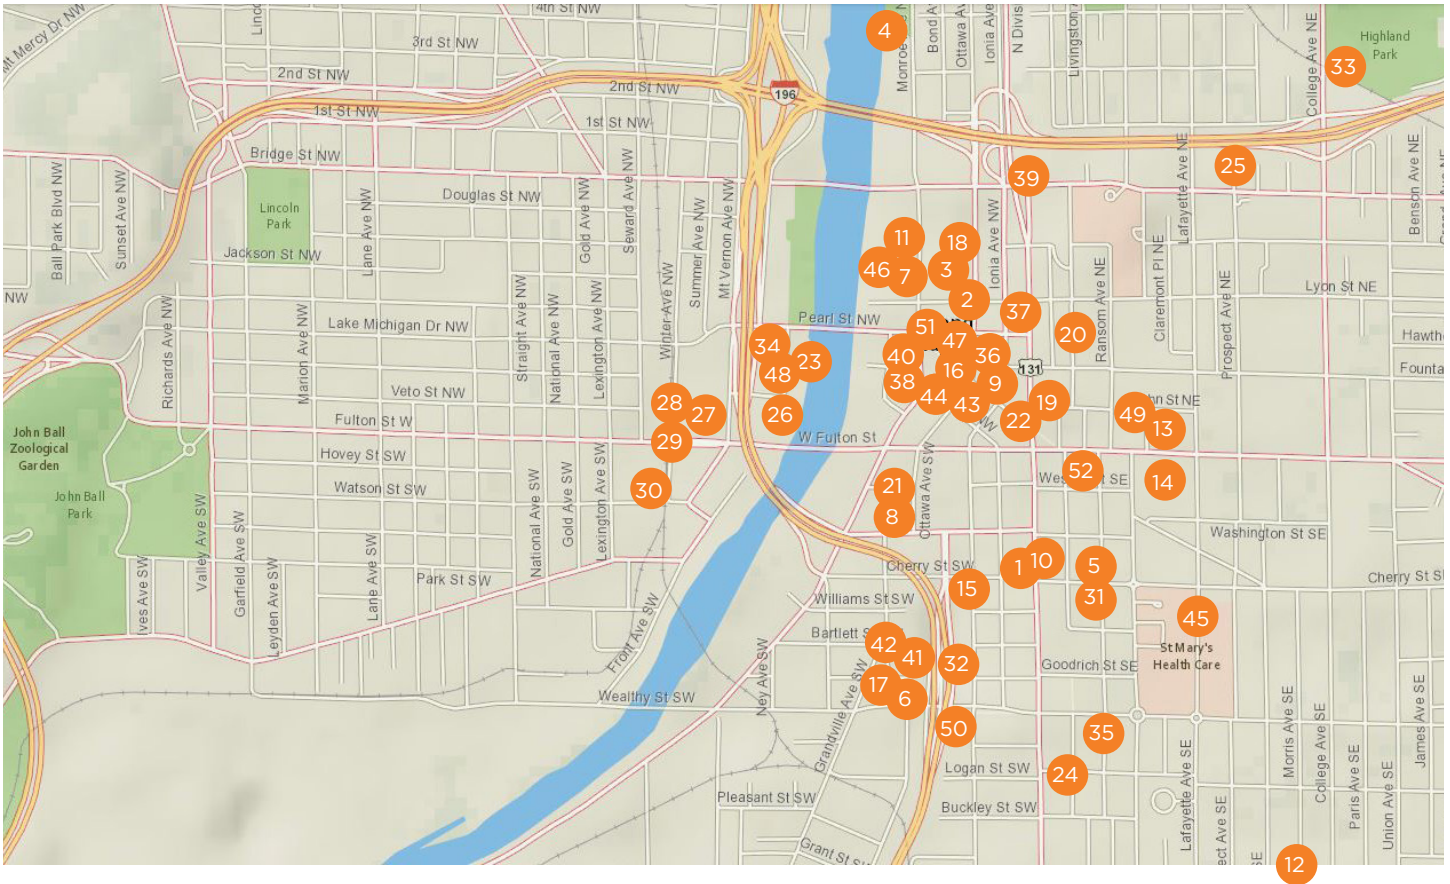 4th St NW
3rd St NW
2nd St NW
1st St NW
Mt Mercy Dr NW
2nd St NW
1st St NW
196
4
Bond A
Ottawa Av
Ionia Ave
N Divis
College Ave NE
Highland
Park
33
Bridge St NW
Douglas St NW
Lincoln
Park
Jackson St NW
Ball Park Blvd NW
Sunset Ave NW
Lane Ave NW
Gold Ave NW
Seward Ave NW
Summer Ave NW
Mt Vernon Ave NW
39
25
Lafayette Ave NE
Benson Ave NW
11
18
46
7
3
2
Ionia Ave NW
37
20
Ransom Ave NE
Claremont Pl NE
Prospect Ave NE
Lyon St NE
NW
Richards Ave NW
Marion Ave NW
Lake Michigan Dr NW
Straight Ave NW
National Ave NW
Lexington Ave NW
Winter Ave NW
Pearl St NW
51
47
40
36
16
38
9
44
43
131
34
23
48
28
27
26
29
30
19
22
49
13
52
14
Veto St NW
Fulton St W
W Fulton St
Hovey St SW
Watson St SW
John Ball
Zoological
Garden
John Ball
Park
Valley Ave SW
Ives Ave SW
Garfield Ave SW
Leyden Ave SW
Lane Ave SW
Park St SW
National Ave SW
Gold Ave SW
Lexington Ave SW
Front Ave SW
21
8
Ottawa Ave SW
Washington St SE
Cherry St SW
Williams St SW
15
1
10
5
31
45
St Mary's
Health Care
42
41
32
17
6
50
35
24
12
Goodrich St SE
Wealthy St SW
Ney Ave SW
Grandville Ave SW
Logan St SW
Buckley St SW
Pleasant St SW
Lafayette Ave SE
Morris Ave SE
College Ave SE
Paris Ave SE
Union Ave SE
James Ave SE